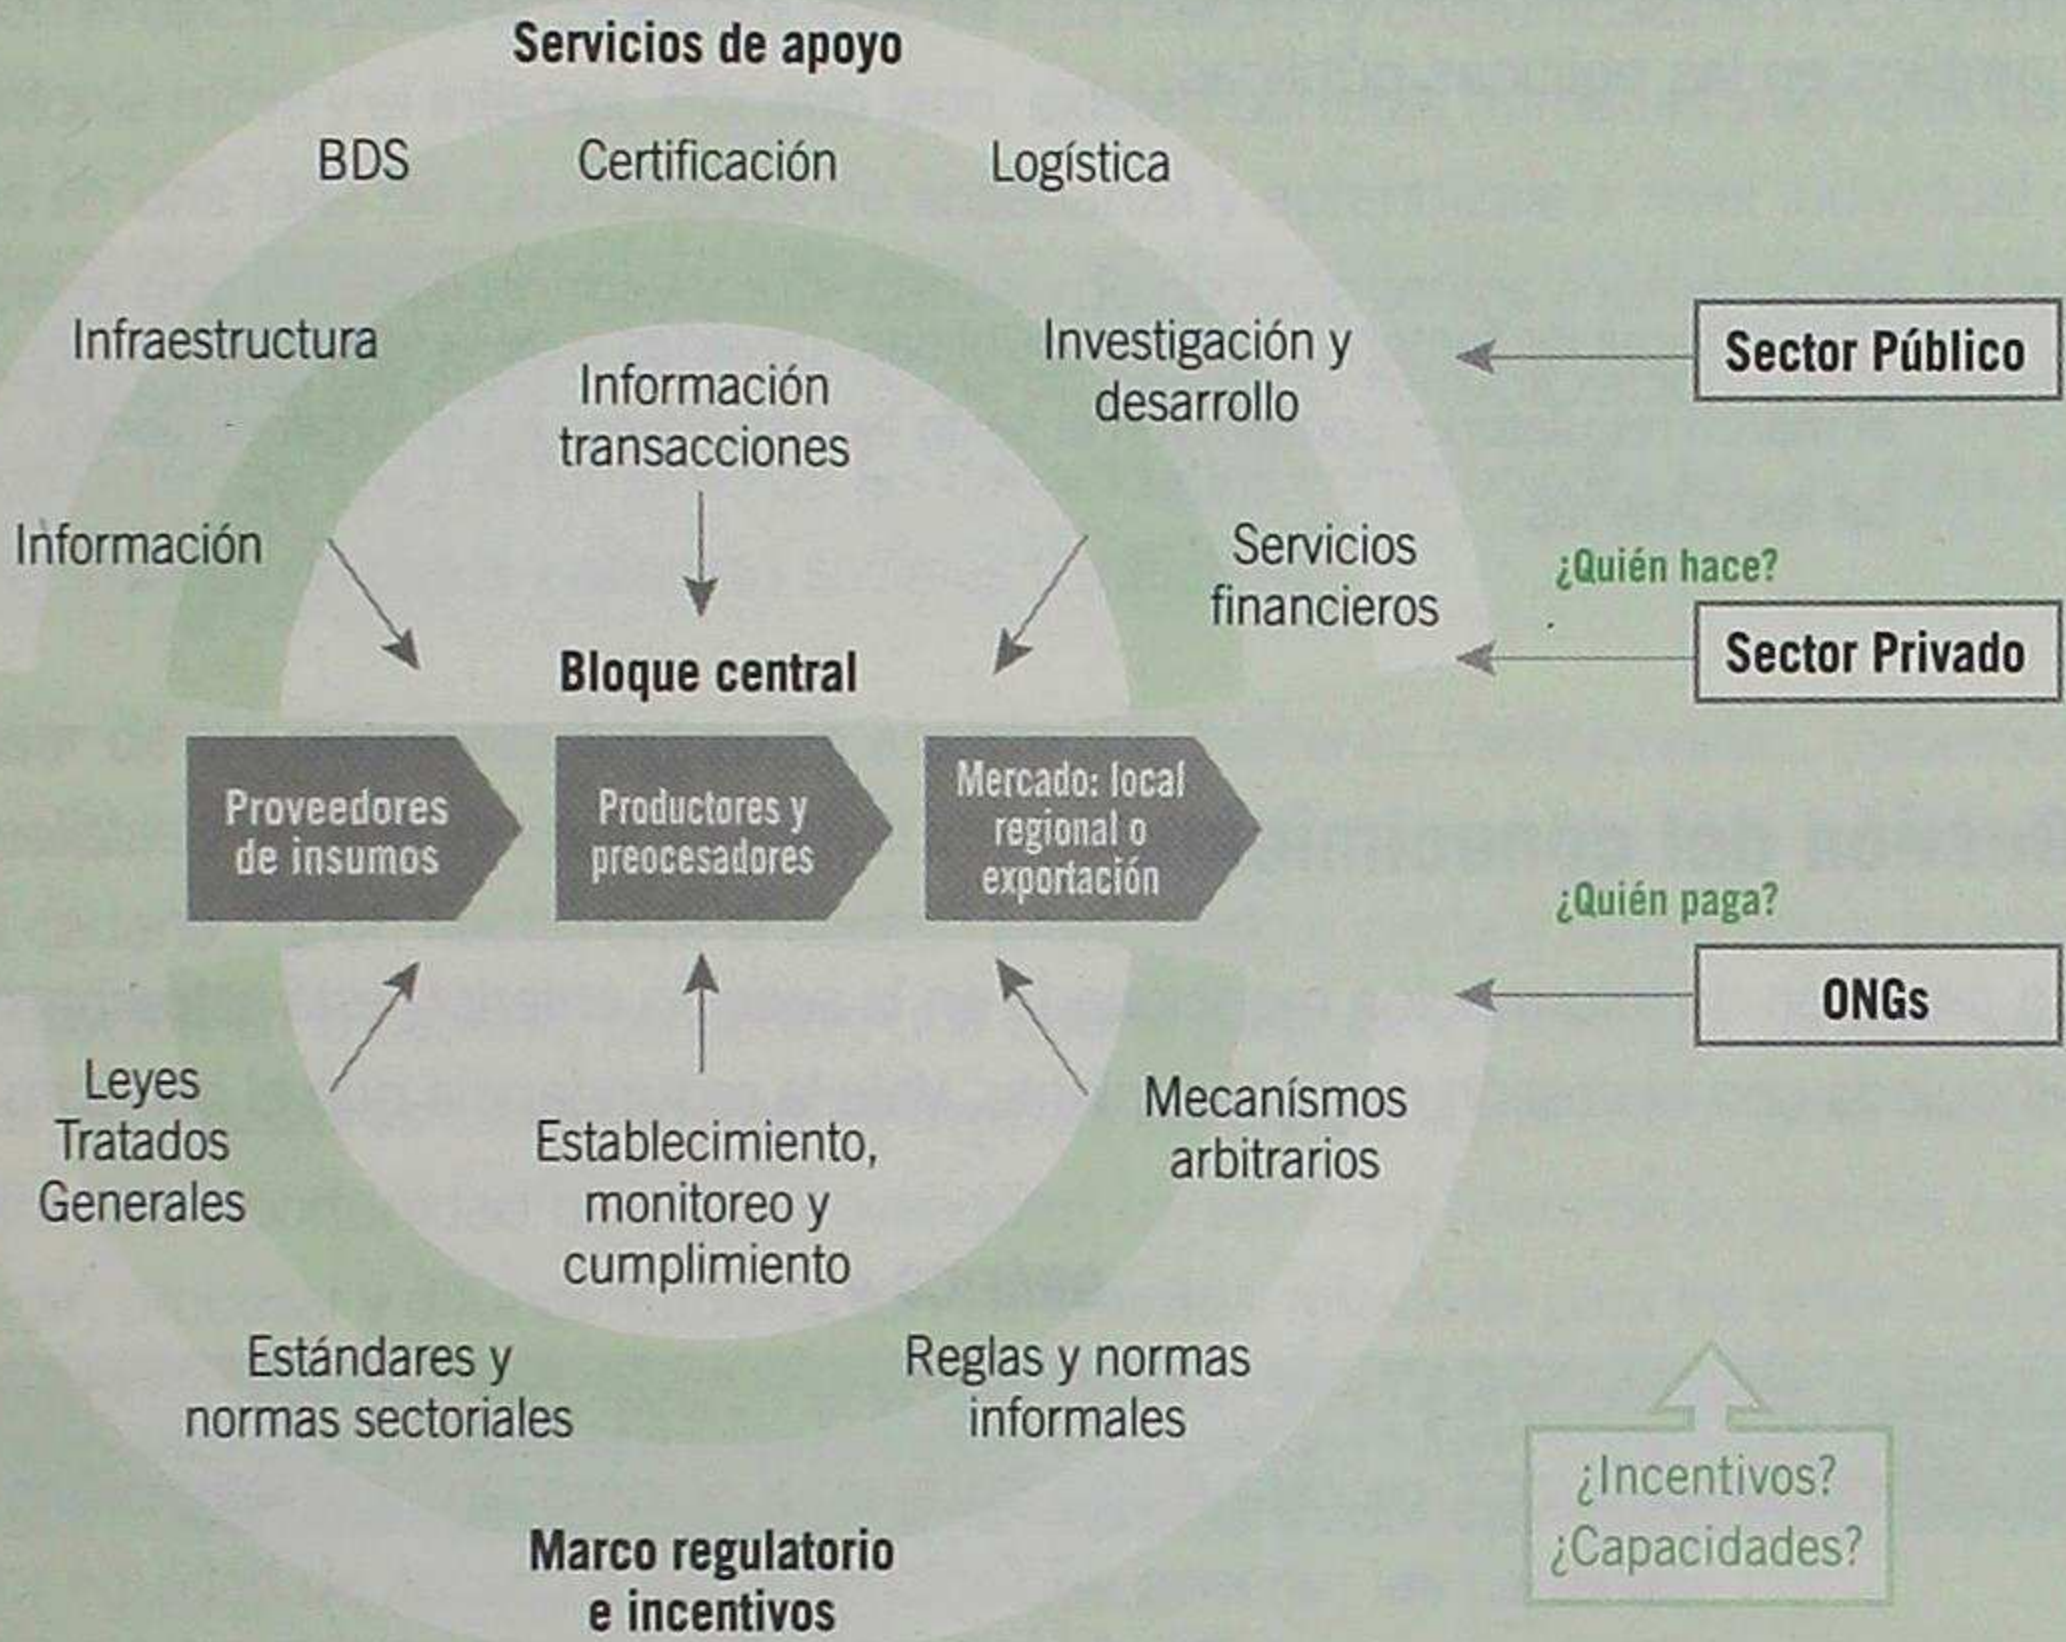 Servicios de apoyo
BDS
Certificación
Logística
Infraestructura
Información
transacciones
Investigación y
desarrollo
Sector Público
Información
Servicios
financieros
¿Quién hace?
Sector Privado
Bloque central
Proveedores
de insumos
Productores y
preocesadores
Mercado: local
regional o
exportación
¿Quién paga?
ONGs
Leyes
Tratados
Generales
Establecimiento,
monitoreo y
cumplimiento
Mecanísmos
arbitrarios
Estándares y
normas sectoriales
Reglas y normas
informales
¿Incentivos?
¿Capacidades?
Marco regulatorio
e incentivos